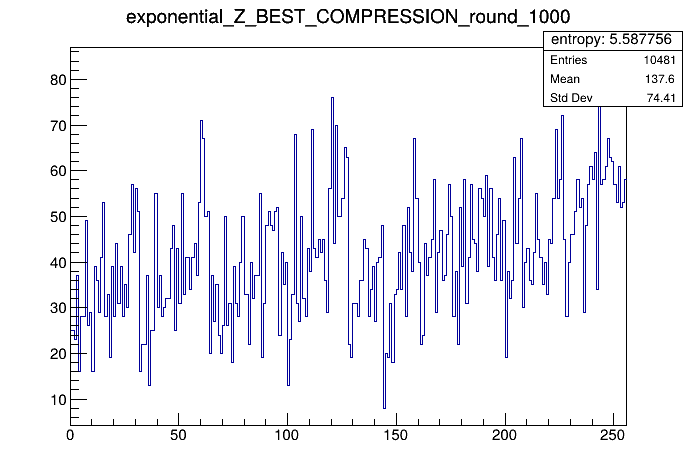 exponential_Z_BEST_COMPRESSION_round_1000
entropy: 5.587756
Entries 10481
Mean 137.6
Std Dev 74.41
80
70
60
50
40
30
20
10
0 50 100 150 200 250